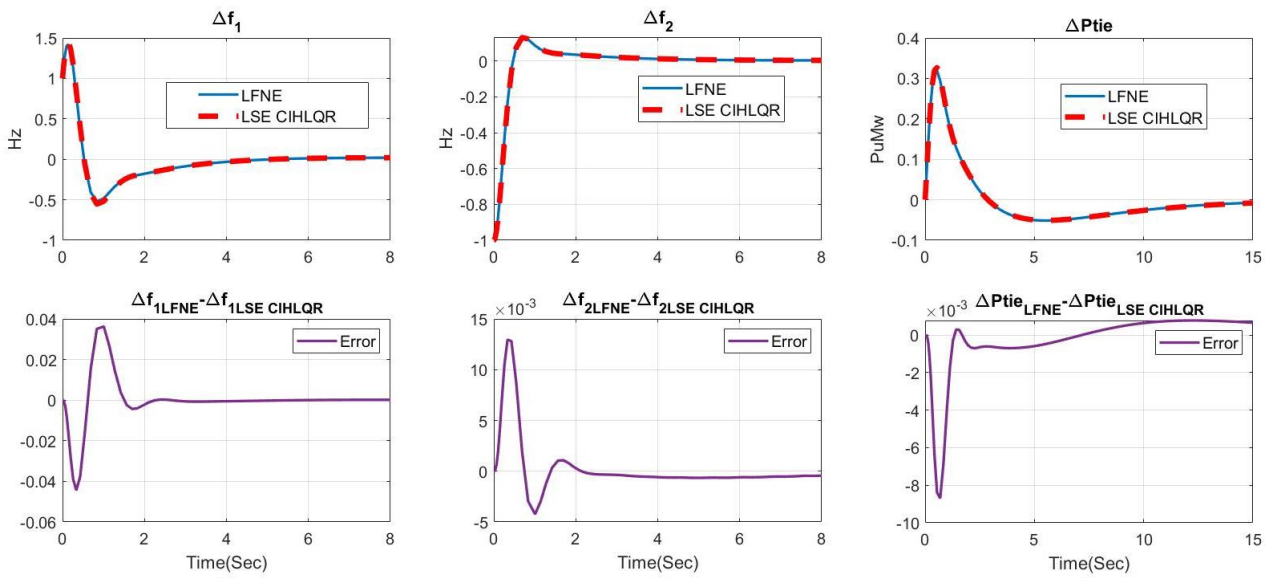 Δf1
1.5
1
0.5
0
-0.5
-1
Hz
LFNE
LSE CIHLQR
0 2 4 6 8
Δf2
0
-0.2
-0.4
-0.6
-0.8
-1
Hz
LFNE
LSE CIHLQR
0 2 4 6 8
ΔPtie
0.4
0.3
0.2
0.1
0
-0.1
PuMw
LFNE
LSE CIHLQR
0 5 10 15
Δf1LFNE-Δf1LSE CIHLQR
0.04
0.02
0
-0.02
-0.04
-0.06
Error
0 2 4 6 8
Time(Sec)
Δf2LFNE-Δf2LSE CIHLQR
×10-3
15
10
5
0
-5
Error
0 2 4 6 8
Time(Sec)
ΔPtieLFNE-ΔPtieLSE CIHLQR
×10-3
0
-2
-4
-6
-8
-10
Error
0 5 10 15
Time(Sec)